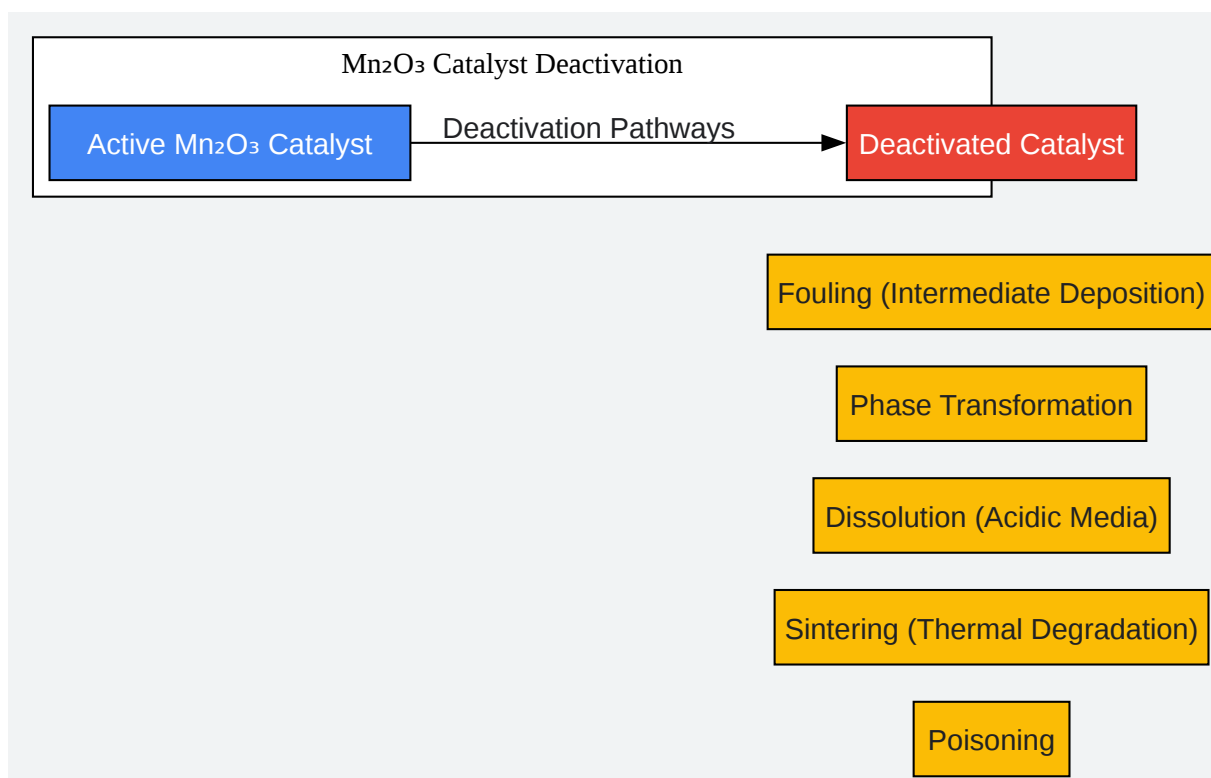 Mn₂O₃ Catalyst Deactivation
Active Mn₂O₃ Catalyst
Deactivation Pathways
Deactivated Catalyst
Fouling (Intermediate Deposition)
Phase Transformation
Dissolution (Acidic Media)
Sintering (Thermal Degradation)
Poisoning